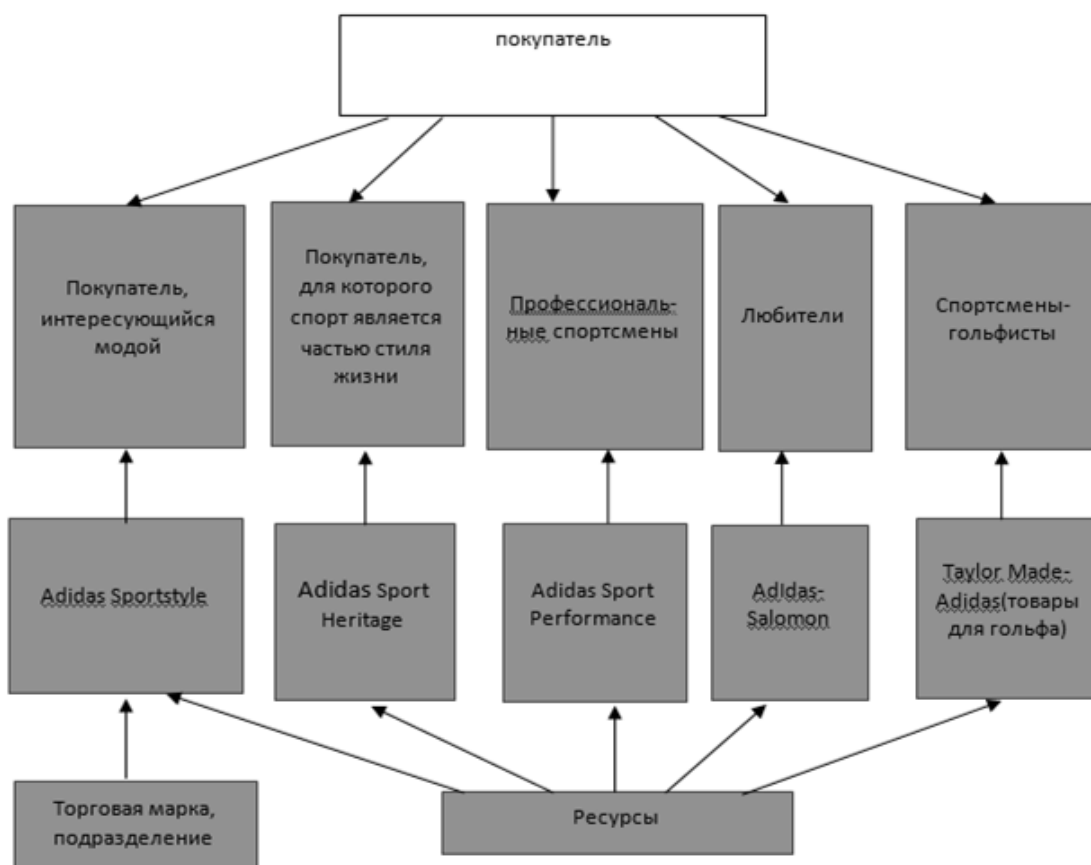 покупатель
Покупатель,
интересующийся
модой
Покупатель,
для которого
спорт является
частью стиля
жизни
Профессиональ-
ные спортсмены
Любители
Спортсмены-
гольфисты
Adidas Sportstyle
Adidas Sport
Heritage
Adidas Sport
Performance
AdIdas-
Salomon
Taylor Made-
Adidas(товары
для гольфа)
Торговая марка,
подразделение
Ресурсы